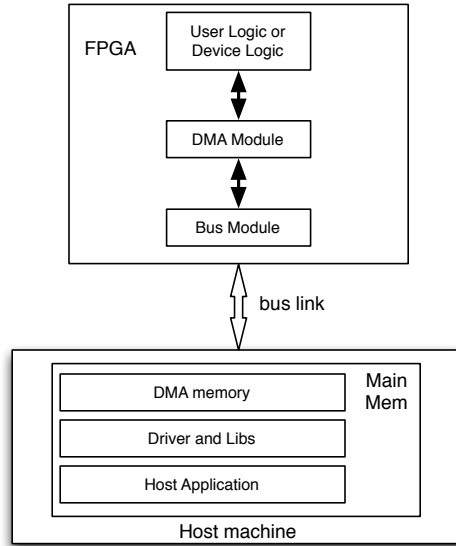 FPGA
User Logic or
Device Logic
DMA Module
Bus Module
bus link
Main
Mem
DMA memory
Driver and Libs
Host Application
Host machine